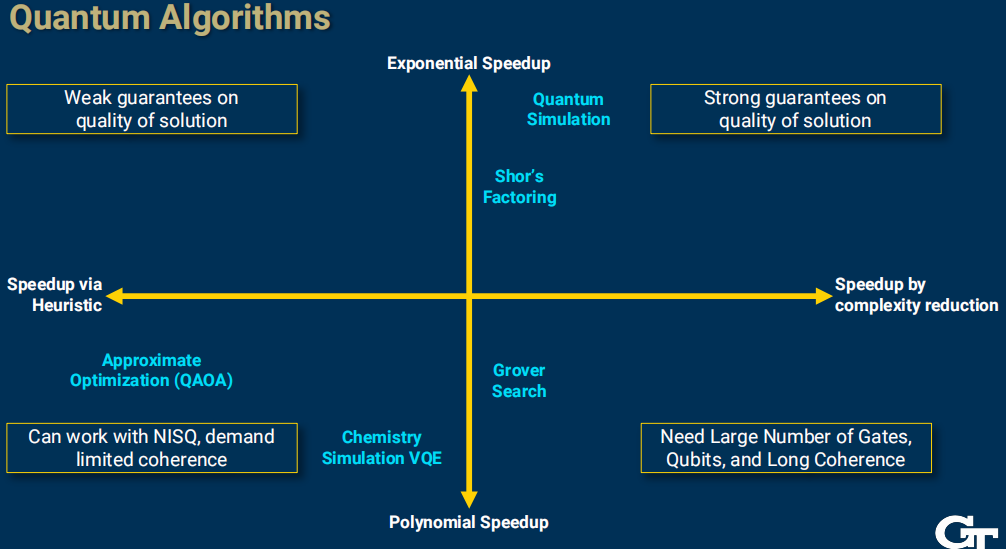 Quantum Algorithms
Exponential Speedup
Weak guarantees on
quality of solution
Quantum
Simulation
Strong guarantees on
quality of solution
Shor's
Factoring
Speedup via
Heuristic
Speedup by
complexity reduction
Approximate
Optimization (QAOA)
Grover
Search
Can work with NISQ, demand
limited coherence
Chemistry
Simulation VQE
Need Large Number of Gates,
Qubits, and Long Coherence
Polynomial Speedup
GT